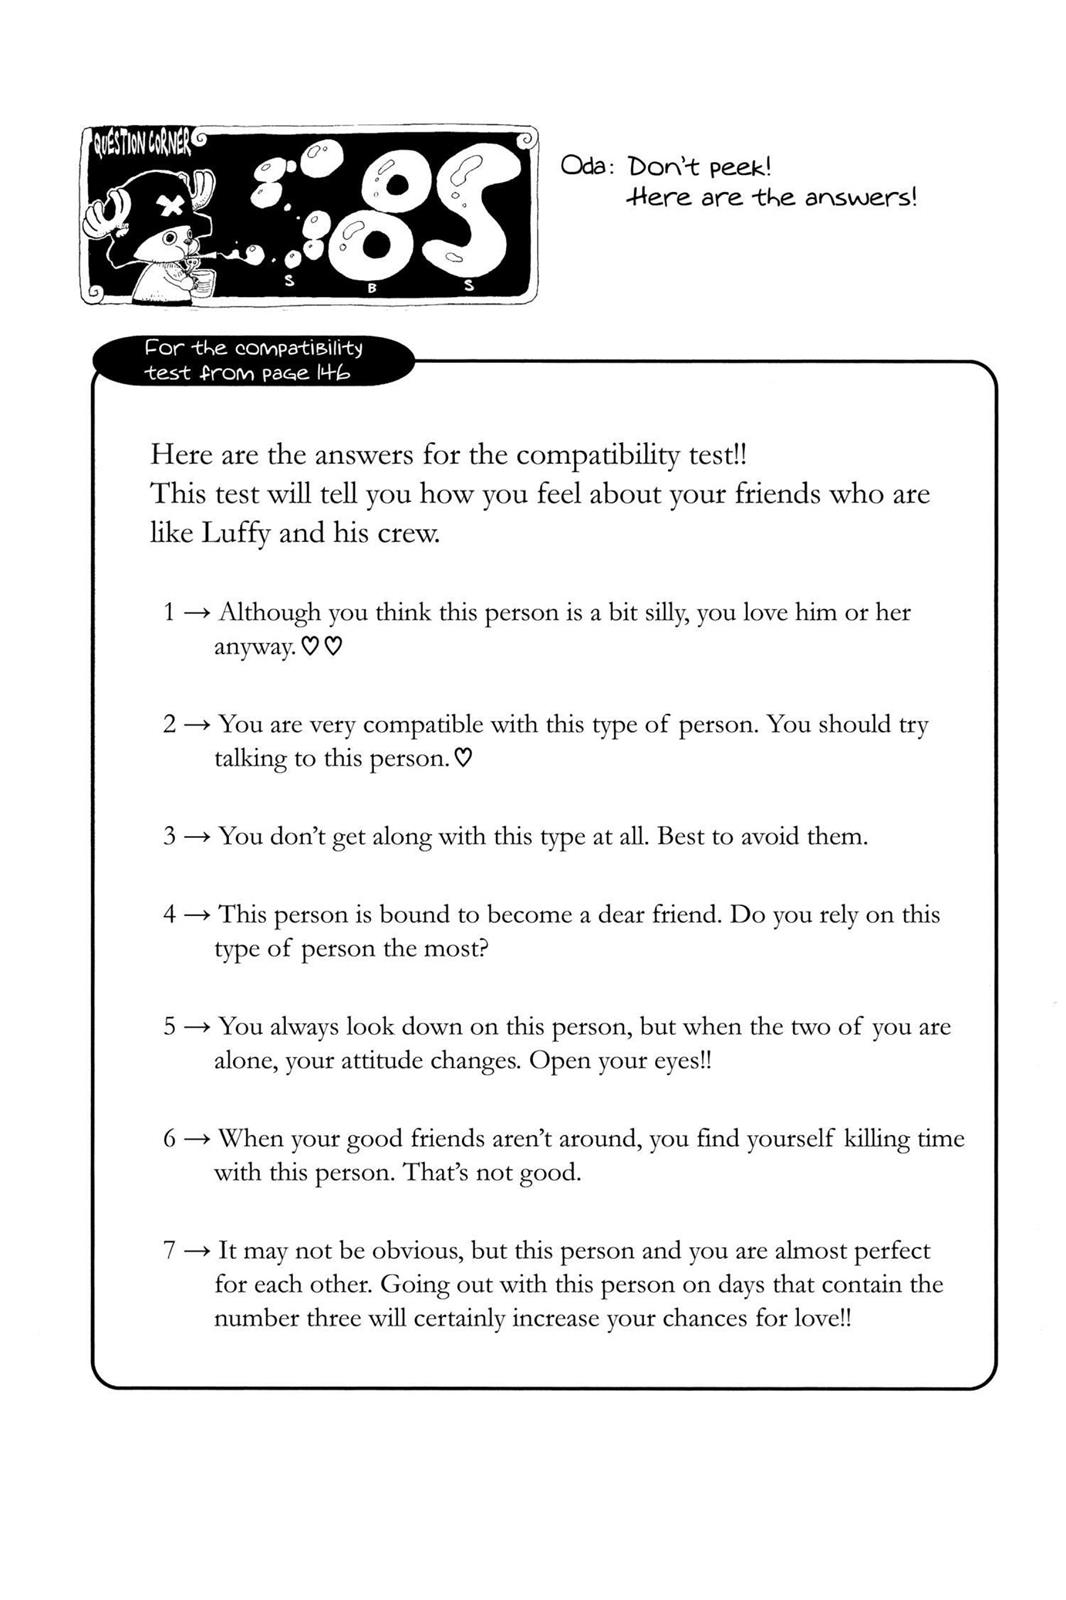 QUESTION CORNER
SBS
S B S
Oda: Don't peek!
Here are the answers!
For the compatibility
test from page 146
Here are the answers for the compatibility test!!
This test will tell you how you feel about your friends who are
like Luffy and his crew.
1 → Although you think this person is a bit silly, you love him or her
anyway.♡♡
2 → You are very compatible with this type of person. You should try
talking to this person.♡
3 → You don't get along with this type at all. Best to avoid them.
4 → This person is bound to become a dear friend. Do you rely on this
type of person the most?
5 → You always look down on this person, but when the two of you are
alone, your attitude changes. Open your eyes!!
6 → When your good friends aren't around, you find yourself killing time
with this person. That's not good.
7 → It may not be obvious, but this person and you are almost perfect
for each other. Going out with this person on days that contain the
number three will certainly increase your chances for love!!